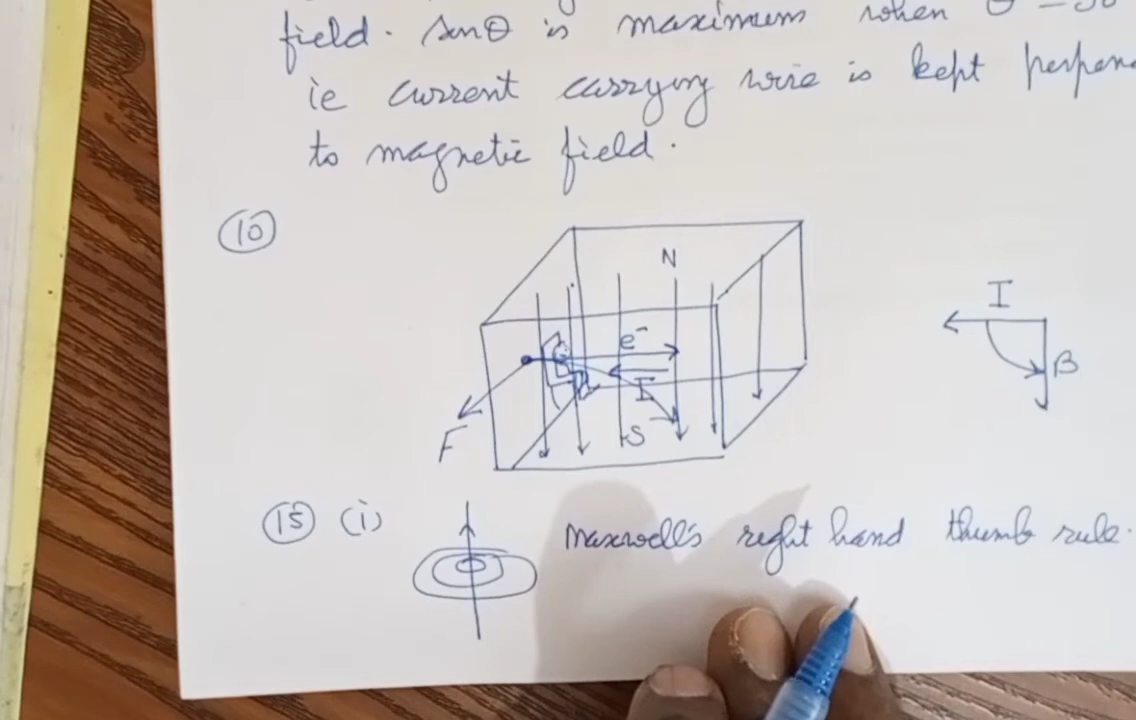 field. sinθ is maximum when θ = 90
ie current carrying wire is kept perpen
to magnetic field.
10
N
e-
I
S
F
I
B
15 (i)
Maxwell's right hand thumb rule.